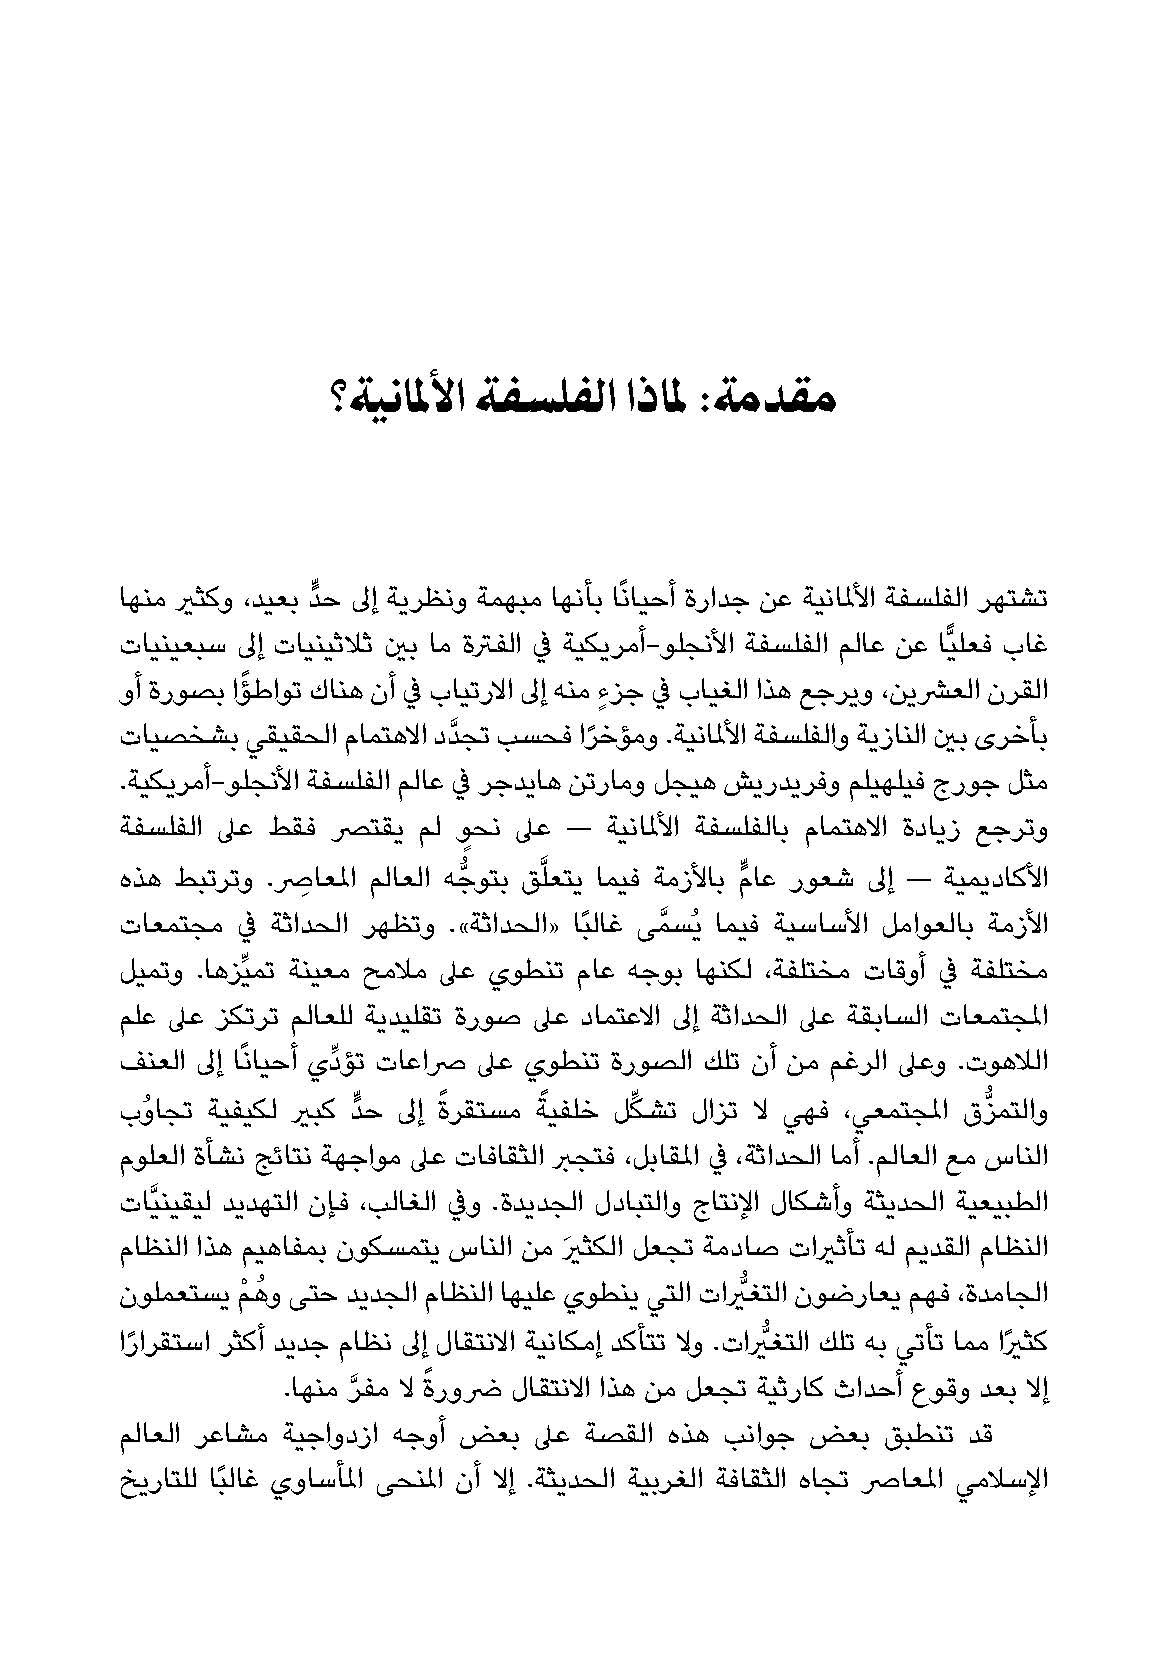 مقدمة: لماذا الفلسفة الألمانية؟
تشتهر الفلسفة الألمانية عن جدارة أحيانًا بأنها مبهمة ونظرية إلى حدٍّ بعيد، وكثير منها
غاب فعليًّا عن عالم الفلسفة الأنجلو-أمريكية في الفترة ما بين ثلاثينيات إلى سبعينيات
القرن العشرين، ويرجع هذا الغياب في جزءٍ منه إلى الارتياب في أن هناك تواطؤًا بصورة أو
بأخرى بين النازية والفلسفة الألمانية. ومؤخرًا فحسب تجدَّد الاهتمام الحقيقي بشخصيات
مثل جورج فيلهيلم وفريدريش هيجل ومارتن هايدجر في عالم الفلسفة الأنجلو-أمريكية.
وترجع زيادة الاهتمام بالفلسفة الألمانية — على نحوٍ لم يقتصر فقط على الفلسفة
الأكاديمية — إلى شعور عامٍّ بالأزمة فيما يتعلَّق بتوجُّه العالم المعاصِر. وترتبط هذه
الأزمة بالعوامل الأساسية فيما يُسمَّى غالبًا «الحداثة». وتظهر الحداثة في مجتمعات
مختلفة في أوقات مختلفة، لكنها بوجه عام تنطوي على ملامح معينة تميِّزها. وتميل
المجتمعات السابقة على الحداثة إلى الاعتماد على صورة تقليدية للعالم ترتكز على علم
اللاهوت. وعلى الرغم من أن تلك الصورة تنطوي على صراعات تؤدِّي أحيانًا إلى العنف
والتمزُّق المجتمعي، فهي لا تزال تشكِّل خلفيةً مستقرةً إلى حدٍّ كبير لكيفية تجاوُب
الناس مع العالم. أما الحداثة، في المقابل، فتجبر الثقافات على مواجهة نتائج نشأة العلوم
الطبيعية الحديثة وأشكال الإنتاج والتبادل الجديدة. وفي الغالب، فإن التهديد ليقينيَّات
النظام القديم له تأثيرات صادمة تجعل الكثيرَ من الناس يتمسكون بمفاهيم هذا النظام
الجامدة، فهم يعارضون التغيُّرات التي ينطوي عليها النظام الجديد حتى وهُمْ يستعملون
كثيرًا مما تأتي به تلك التغيُّرات. ولا تتأكد إمكانية الانتقال إلى نظام جديد أكثر استقرارًا
إلا بعد وقوع أحداث كارثية تجعل من هذا الانتقال ضرورةً لا مفرَّ منها.
قد تنطبق بعض جوانب هذه القصة على بعض أوجه ازدواجية مشاعر العالم
الإسلامي المعاصر تجاه الثقافة الغربية الحديثة. إلا أن المنحى المأساوي غالبًا للتاريخ